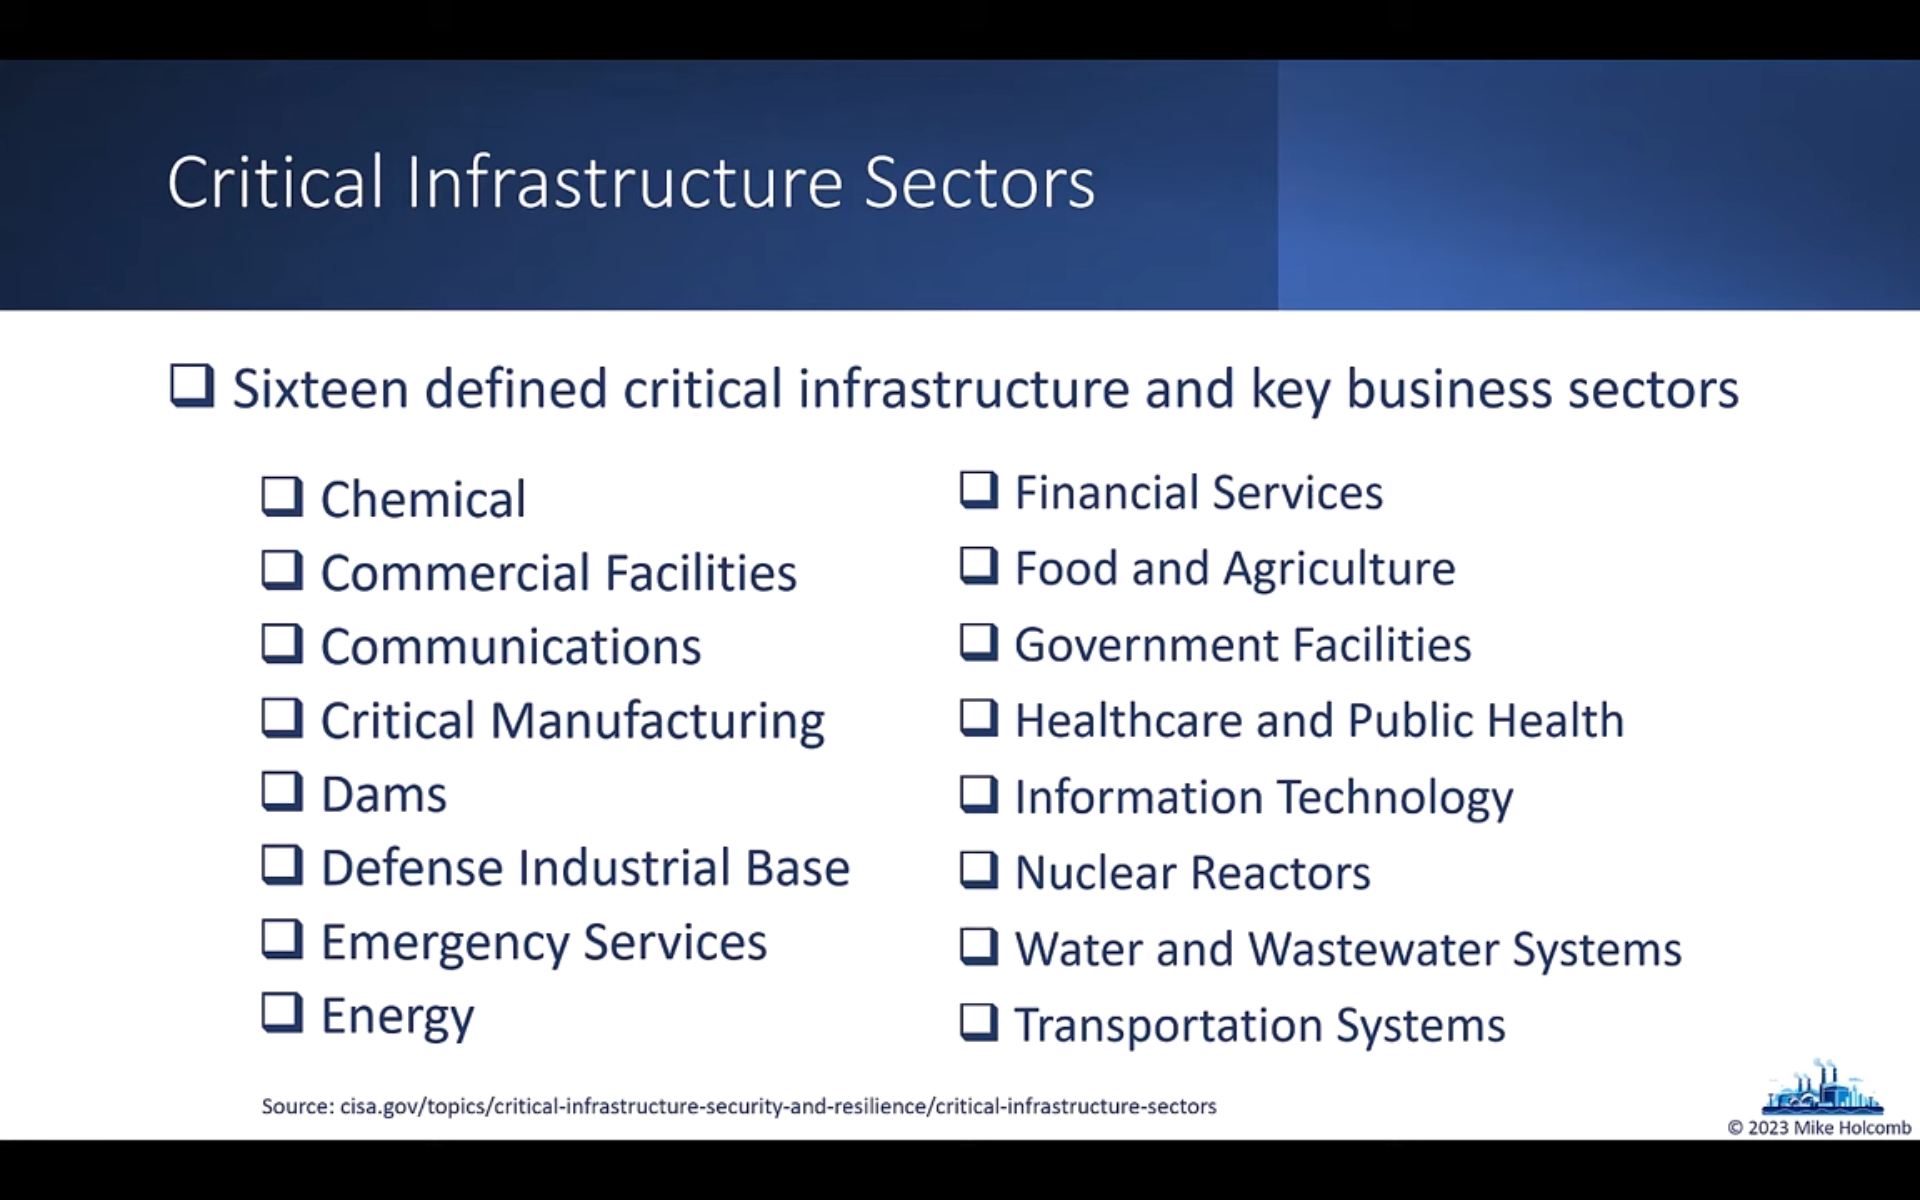 Critical Infrastructure Sectors
Sixteen defined critical infrastructure and key business sectors
Chemical
Commercial Facilities
Communications
Critical Manufacturing
Dams
Defense Industrial Base
Emergency Services
Energy
Financial Services
Food and Agriculture
Government Facilities
Healthcare and Public Health
Information Technology
Nuclear Reactors
Water and Wastewater Systems
Transportation Systems
Source: cisa.gov/topics/critical-infrastructure-security-and-resilience/critical-infrastructure-sectors
© 2023 Mike Holcomb